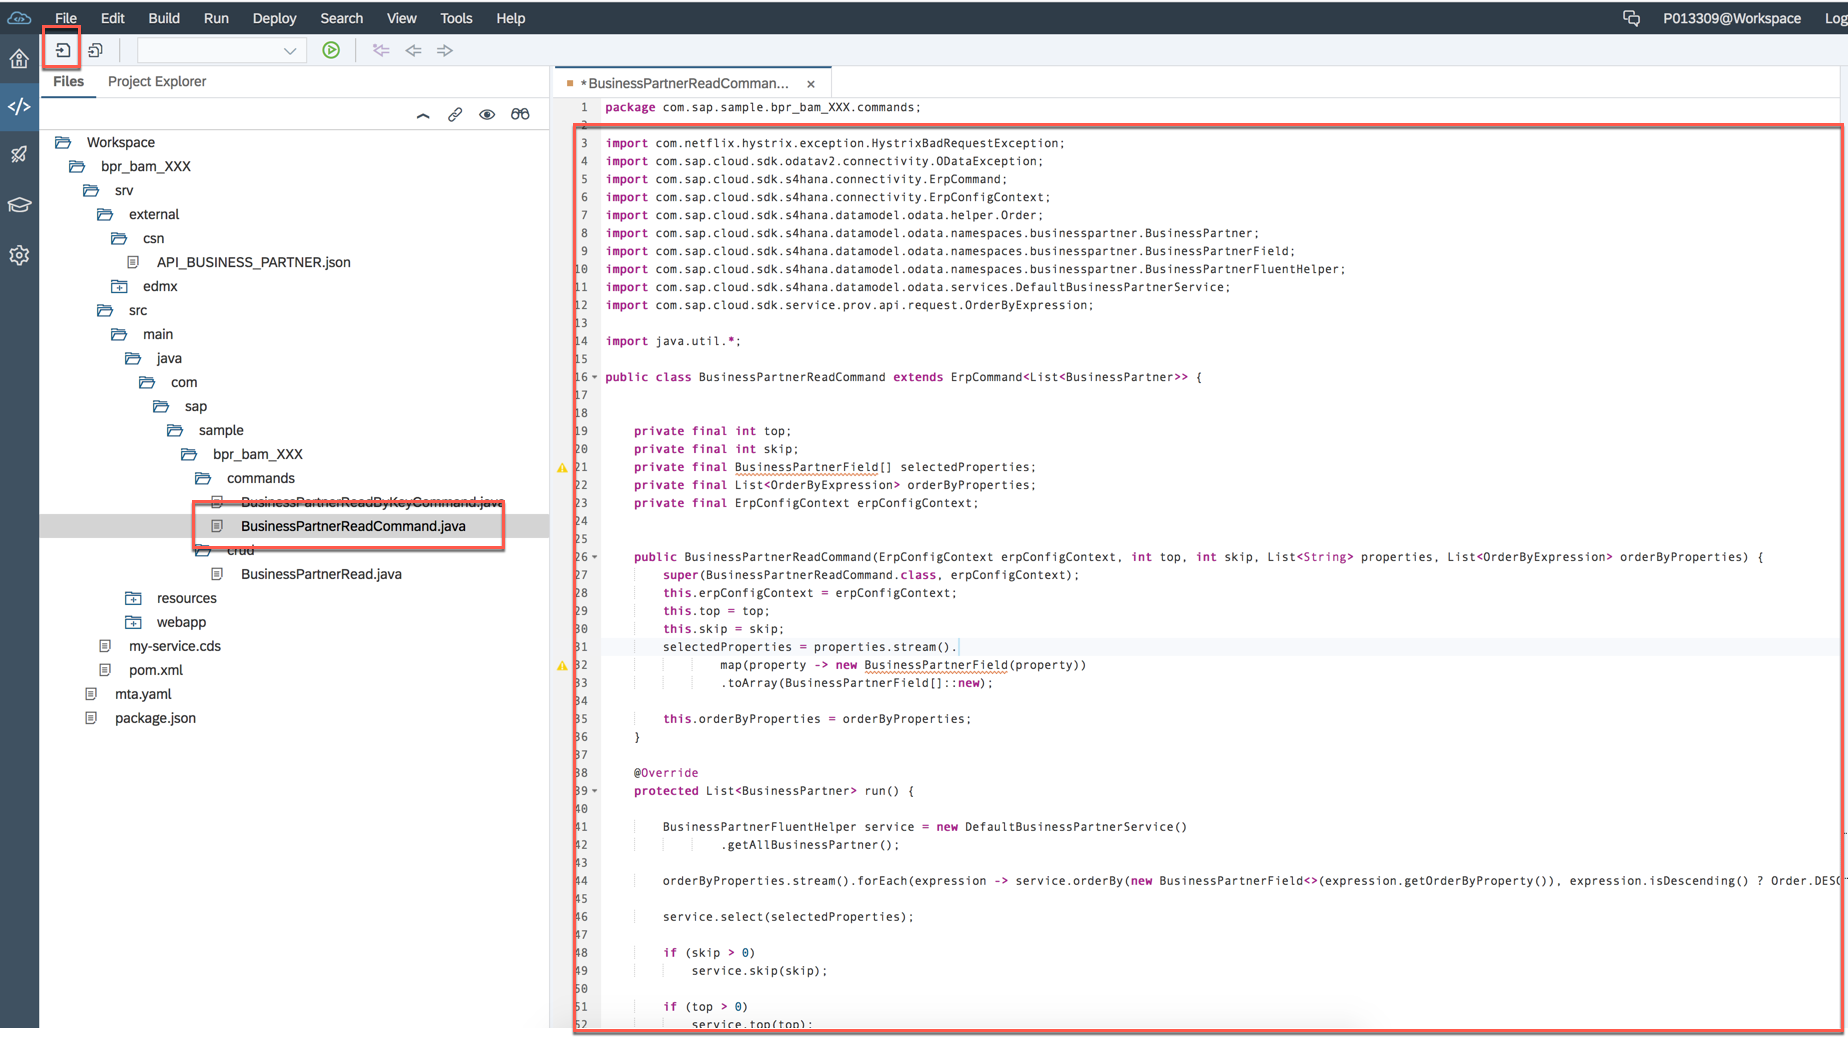 File Edit Build Run Deploy Search View Tools Help
P013309@Workspace
Log
Files Project Explorer
Workspace
bpr_bam_XXX
srv
external
csn
API_BUSINESS_PARTNER.json
edmx
src
main
java
com
sap
sample
bpr_bam_XXX
commands
BusinessPartnerReadByKeyCommand.java
BusinessPartnerReadCommand.java
crud
BusinessPartnerRead.java
resources
webapp
my-service.cds
pom.xml
mta.yaml
package.json
*BusinessPartnerReadComman... ×
1 package com.sap.sample.bpr_bam_XXX.commands;
2
3 import com.netflix.hystrix.exception.HystrixBadRequestException;
4 import com.sap.cloud.sdk.odatav2.connectivity.ODataException;
5 import com.sap.cloud.sdk.s4hana.connectivity.ErpCommand;
6 import com.sap.cloud.sdk.s4hana.connectivity.ErpConfigContext;
7 import com.sap.cloud.sdk.s4hana.datamodel.odata.helper.Order;
8 import com.sap.cloud.sdk.s4hana.datamodel.odata.namespaces.businesspartner.BusinessPartner;
9 import com.sap.cloud.sdk.s4hana.datamodel.odata.namespaces.businesspartner.BusinessPartnerField;
10 import com.sap.cloud.sdk.s4hana.datamodel.odata.namespaces.businesspartner.BusinessPartnerFluentHelper;
11 import com.sap.cloud.sdk.s4hana.datamodel.odata.services.DefaultBusinessPartnerService;
12 import com.sap.cloud.sdk.service.prov.api.request.OrderByExpression;
13
14 import java.util.*;
15
16 public class BusinessPartnerReadCommand extends ErpCommand<List<BusinessPartner>> {
17
18
19 private final int top;
20 private final int skip;
21 private final BusinessPartnerField[] selectedProperties;
22 private final List<OrderByExpression> orderByProperties;
23 private final ErpConfigContext erpConfigContext;
24
25
26 public BusinessPartnerReadCommand(ErpConfigContext erpConfigContext, int top, int skip, List<String> properties, List<OrderByExpression> orderByProperties) {
27 super(BusinessPartnerReadCommand.class, erpConfigContext);
28 this.erpConfigContext = erpConfigContext;
29 this.top = top;
30 this.skip = skip;
31 selectedProperties = properties.stream().
32 map(property -> new BusinessPartnerField(property))
33 .toArray(BusinessPartnerField[]::new);
34
35 this.orderByProperties = orderByProperties;
36 }
37
38 @Override
39 protected List<BusinessPartner> run() {
40
41 BusinessPartnerFluentHelper service = new DefaultBusinessPartnerService()
42 .getAllBusinessPartner();
43
44 orderByProperties.stream().forEach(expression -> service.orderBy(new BusinessPartnerField<>(expression.getOrderByProperty()), expression.isDescending() ? Order.DESC
45
46 service.select(selectedProperties);
47
48 if (skip > 0)
49 service.skip(skip);
50
51 if (top > 0)
52 service.top(top);